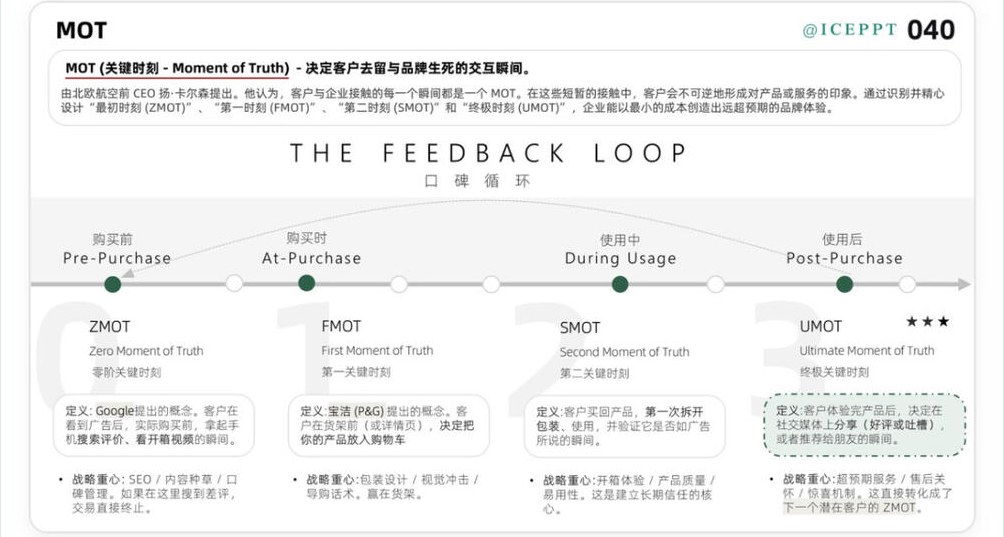 MOT
@ICEPPT 040
MOT (关键时刻 - Moment of Truth) - 决定客户去留与品牌生死的交互瞬间。
由北欧航空前 CEO 扬·卡尔森提出。他认为，客户与企业接触的每一个瞬间都是一个 MOT。在这些短暂的接触中，客户会不可逆地形成对产品或服务的印象。通过识别并精心
设计 “最初时刻 (ZMOT)” 、 “第一时刻 (FMOT)” 、 “第二时刻 (SMOT)” 和 “终极时刻 (UMOT)” ，企业能以最小的成本创造出远超预期的品牌体验。
THE FEEDBACK LOOP
口碑循环
购买前
Pre-Purchase
购买时
At-Purchase
使用中
During Usage
使用后
Post-Purchase
0
ZMOT
Zero Moment of Truth
零阶关键时刻
定义: Google提出的概念。客户在
看到广告后，实际购买前，拿起手
机搜索评价、看开箱视频的瞬间。
• 战略重心: SEO / 内容种草 / 口
碑管理。如果在这里搜到差评，
交易直接终止。
1
FMOT
First Moment of Truth
第一关键时刻
定义: 宝洁 (P&G) 提出的概念。客
户在货架前（或详情页），决定把
你的产品放入购物车
• 战略重心:包装设计 / 视觉冲击 /
导购话术。赢在货架。
2
SMOT
Second Moment of Truth
第二关键时刻
定义:客户买回产品，第一次拆开
包装、使用，并验证它是否如广告
所说的瞬间。
• 战略重心:开箱体验 / 产品质量 /
易用性。这是建立长期信任的核
心。
3
UMOT
★★★
Ultimate Moment of Truth
终极关键时刻
定义:客户体验完产品后，决定在
社交媒体上分享（好评或吐槽），
或者推荐给朋友的瞬间。
• 战略重心:超预期服务 / 售后关
怀 / 惊喜机制。这直接转化成了
下一个潜在客户的 ZMOT。